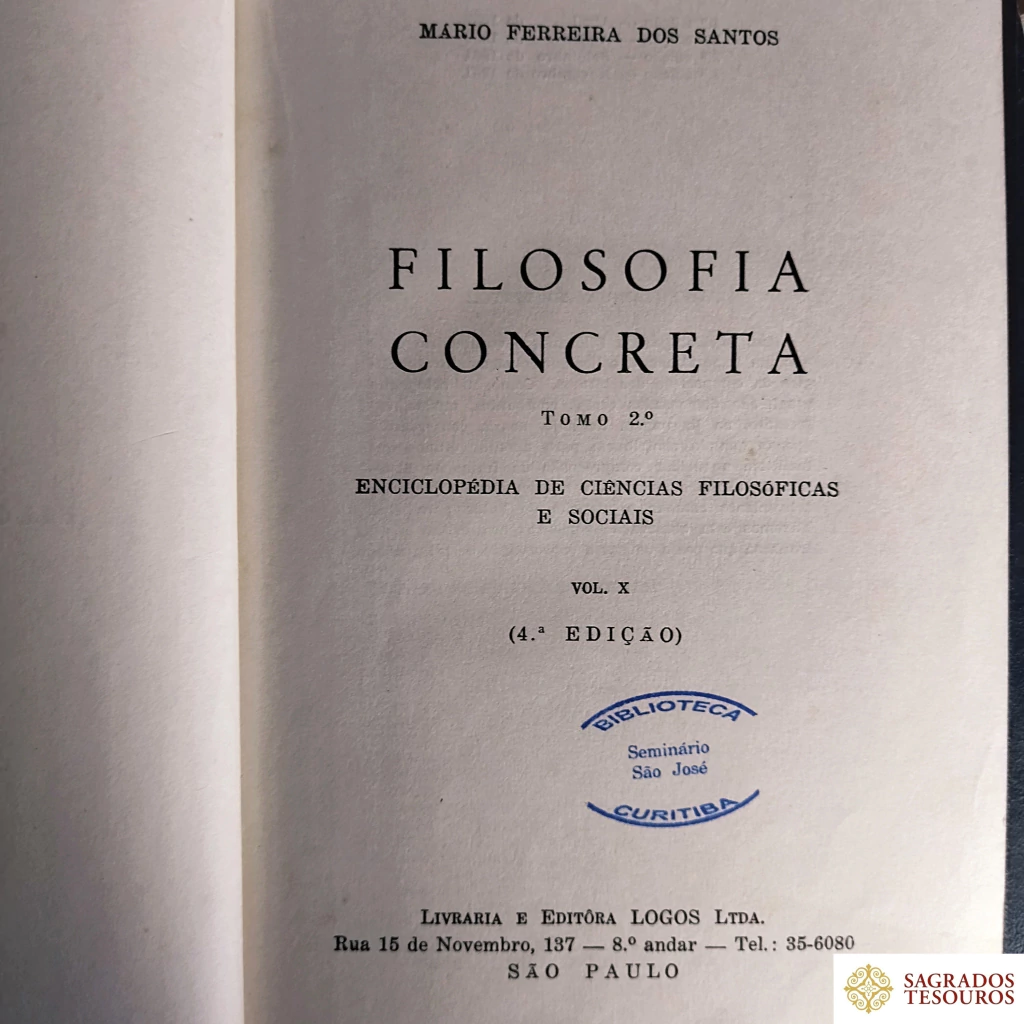 MÁRIO FERREIRA DOS SANTOS
FILOSOFIA
CONCRETA
TOMO 2.º
ENCICLOPÉDIA DE CIÊNCIAS FILOSÓFICAS
E SOCIAIS
VOL. X
(4.ª EDIÇÃO)
BIBLIOTECA
Seminário
São José
CURITIBA
LIVRARIA E EDITÔRA LOGOS LTDA.
Rua 15 de Novembro, 137 — 8.º andar — Tel.: 35-6080
SÃO PAULO
SAGRADOS
TESOUROS